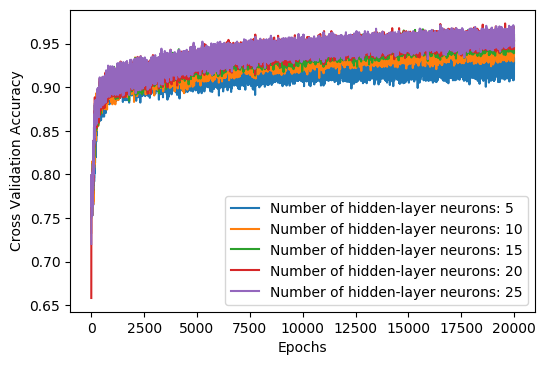 0.95
0.90
0.85
0.80
0.75
0.70
0.65
Cross Validation Accuracy
Number of hidden-layer neurons: 5
Number of hidden-layer neurons: 10
Number of hidden-layer neurons: 15
Number of hidden-layer neurons: 20
Number of hidden-layer neurons: 25
0 2500 5000 7500 10000 12500 15000 17500 20000
Epochs